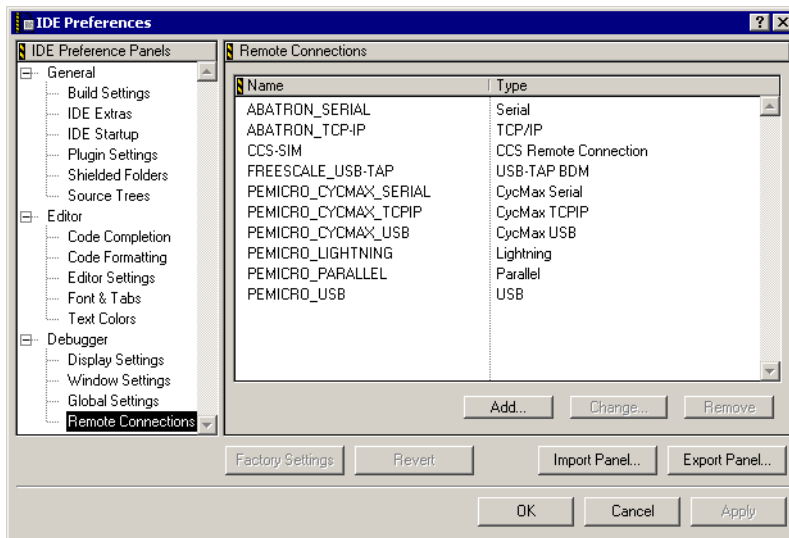 IDE Preferences
IDE Preference Panels
General
Build Settings
IDE Extras
IDE Startup
Plugin Settings
Shielded Folders
Source Trees
Editor
Code Completion
Code Formatting
Editor Settings
Font & Tabs
Text Colors
Debugger
Display Settings
Window Settings
Global Settings
Remote Connections
Remote Connections
Name Type
ABATRON_SERIAL Serial
ABATRON_TCP-IP TCP/IP
CCS-SIM CCS Remote Connection
FREESCALE_USB-TAP USB-TAP BDM
PEMICRO_CYCMAX_SERIAL CycMax Serial
PEMICRO_CYCMAX_TCPIP CycMax TCPIP
PEMICRO_CYCMAX_USB CycMax USB
PEMICRO_LIGHTNING Lightning
PEMICRO_PARALLEL Parallel
PEMICRO_USB USB
Add... Change... Remove
Factory Settings Revert Import Panel... Export Panel...
OK Cancel Apply